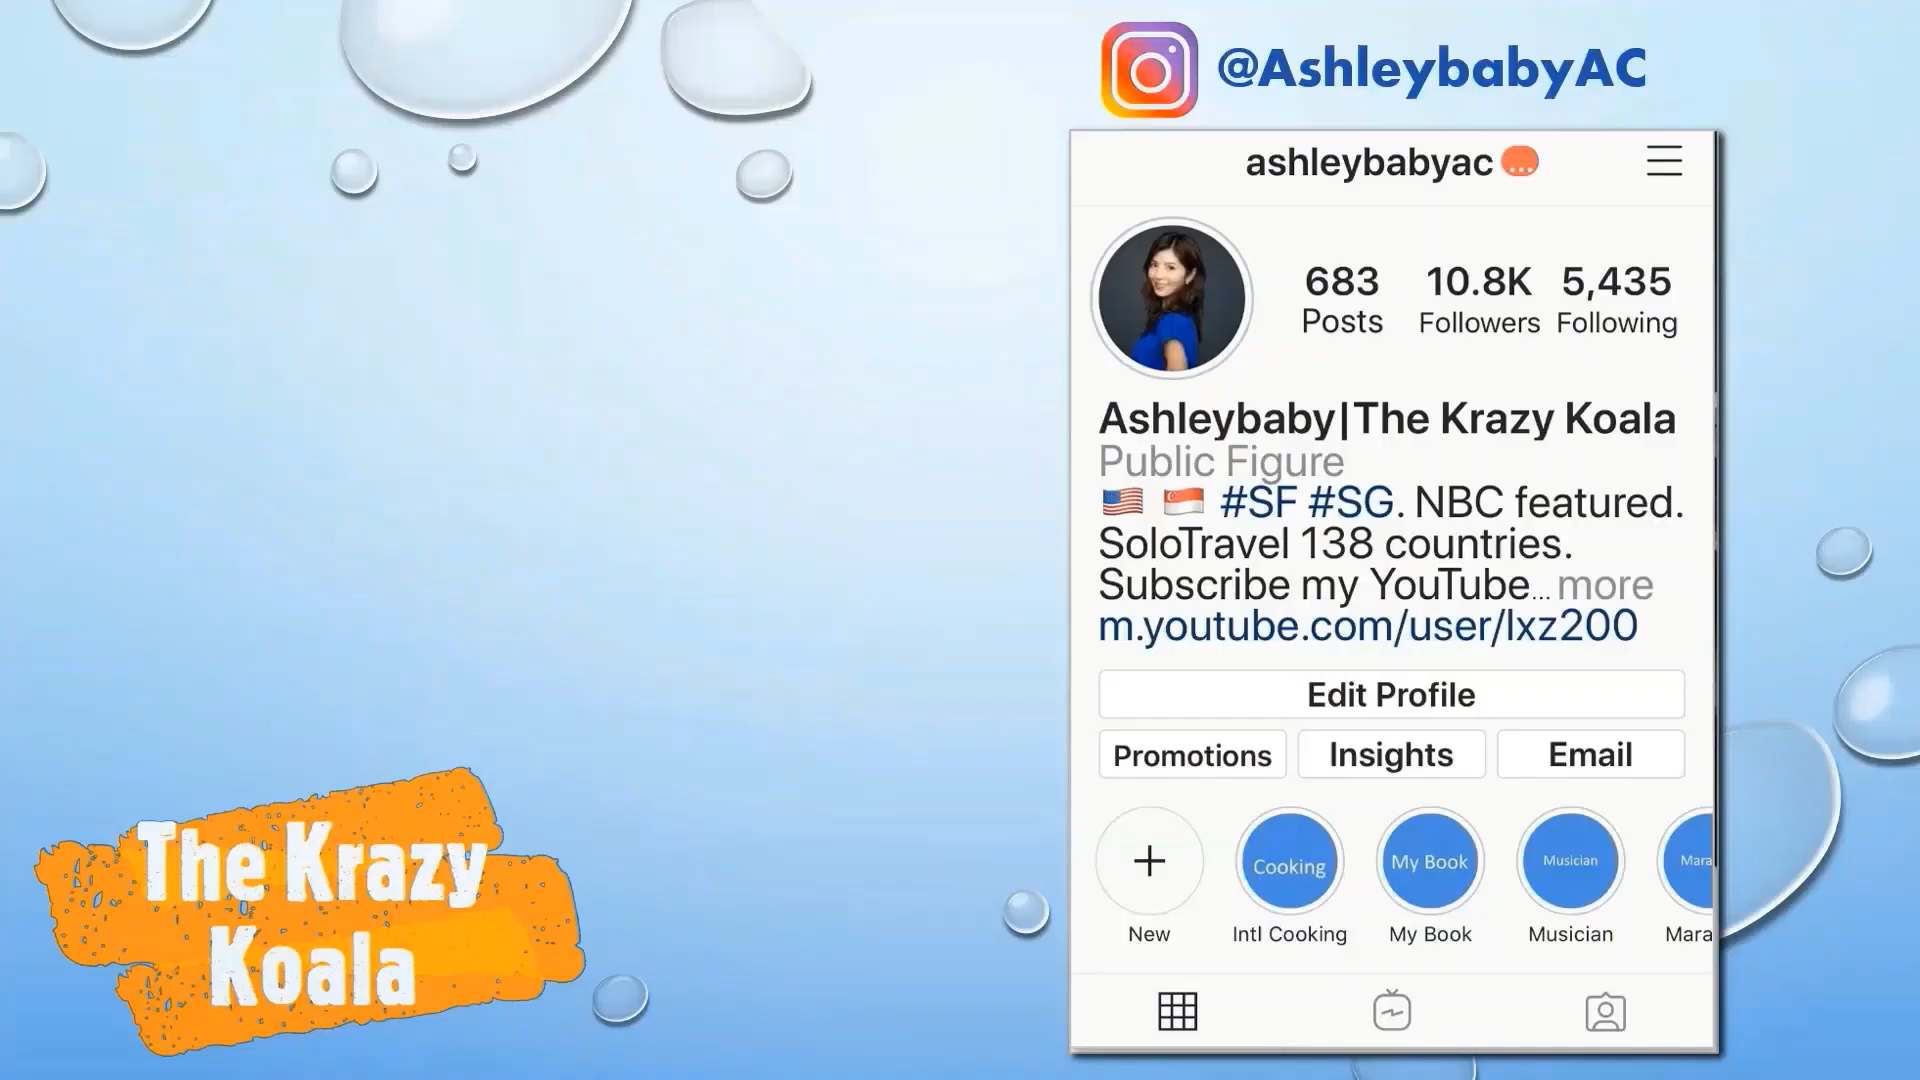 @AshleybabyAC
ashleybabyac
683 10.8K 5,435
Posts Followers Following
Ashleybaby|The Krazy Koala
Public Figure
🇺🇸 🇸🇬 #SF #SG. NBC featured.
SoloTravel 138 countries.
Subscribe my YouTube... more
m.youtube.com/user/lxz200
Edit Profile
Promotions Insights Email
Cooking My Book Musician Mara
New Intl Cooking My Book Musician Mara
The Krazy
Koala